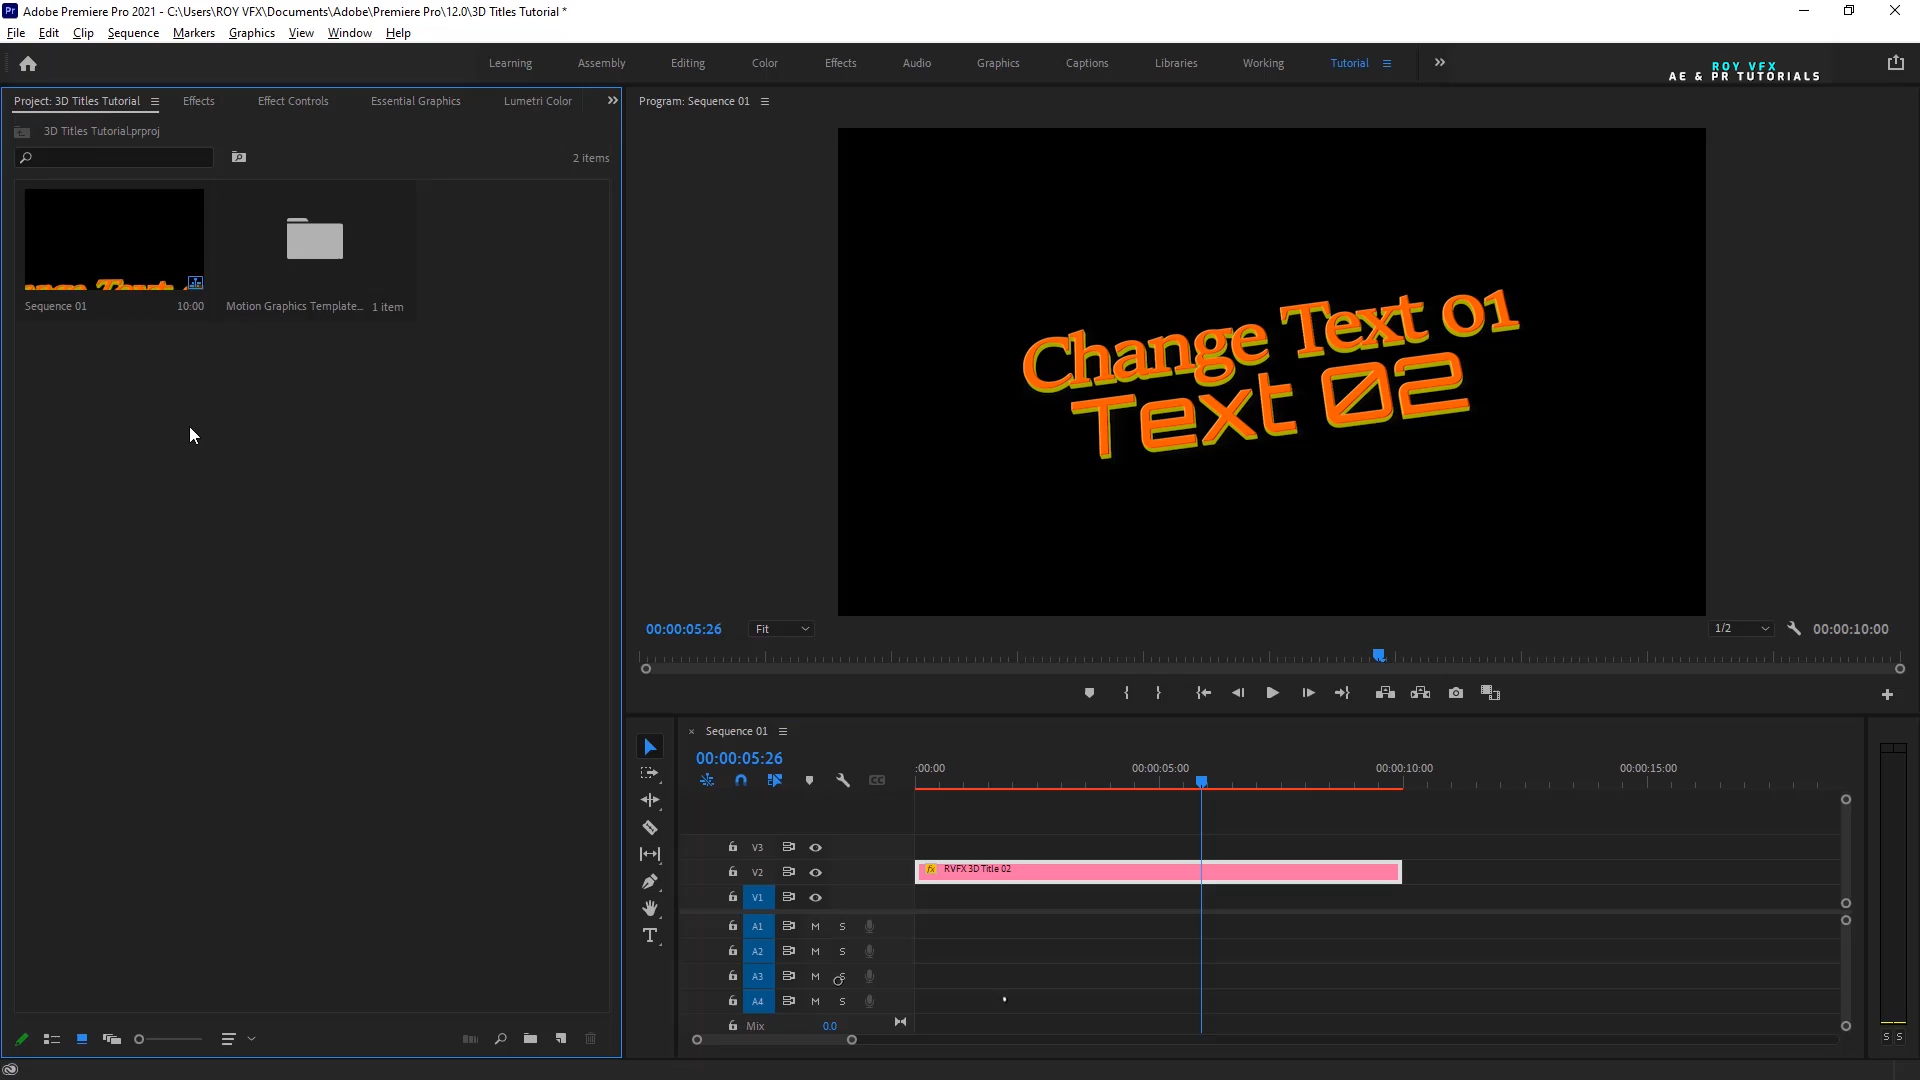 Adobe Premiere Pro 2021 - C:\Users\ROY VFX\Documents\Adobe\Premiere Pro\12.0\3D Titles Tutorial *
File Edit Clip Sequence Markers Graphics View Window Help
Learning Assembly Editing Color Effects Audio Graphics Captions Libraries Working Tutorial
ROY VFX
AE & PR TUTORIALS
Project: 3D Titles Tutorial Effects Effect Controls Essential Graphics Lumetri Color
Program: Sequence 01
3D Titles Tutorial.prproj
2 items
Sequence 01 10:00
Motion Graphics Template... 1 item
Change Text 01
Text 02
00:00:05:26 Fit 1/2 00:00:10:00
Sequence 01
00:00:05:26
:00:00 00:00:05:00 00:00:10:00 00:00:15:00
V3
V2 fx RVFX 3D Title 02
V1
A1 M S
A2 M S
A3 M S
A4 M S
Mix 0.0
S S